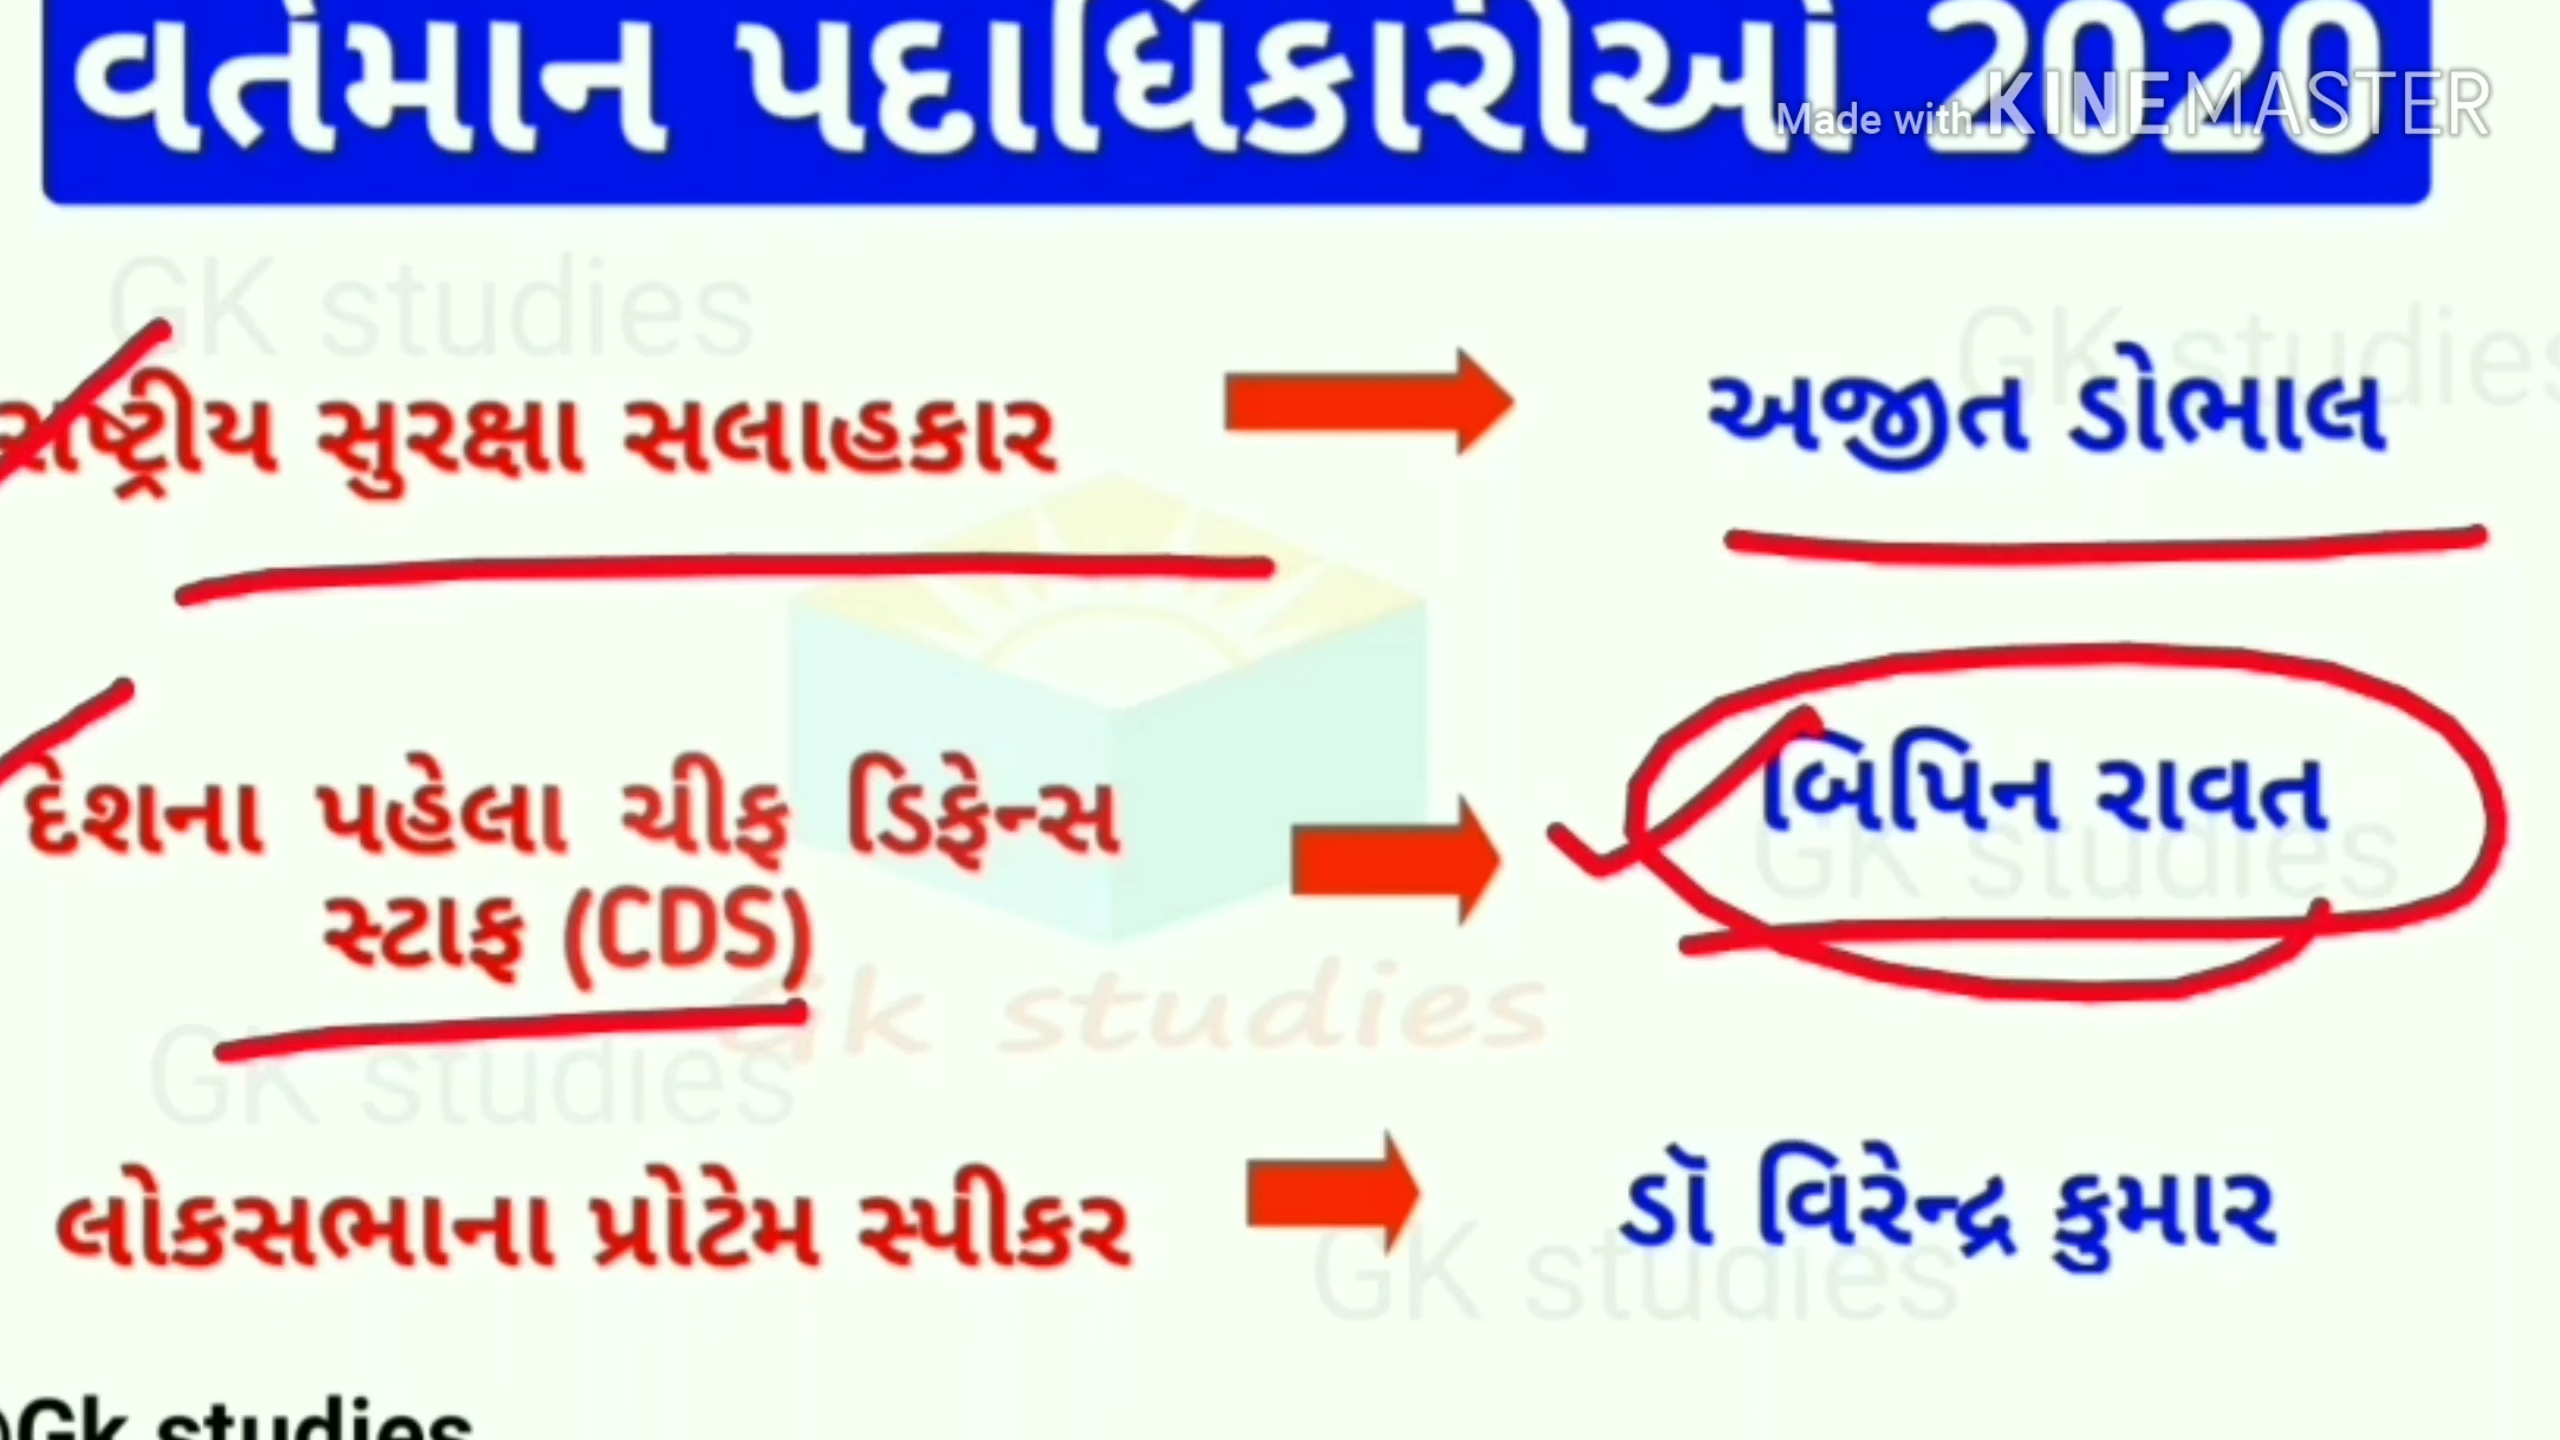 વર્તમાન પદાધિકારીઓ 2020
Made with KINEMASTER
GK studies
GK studies
રાષ્ટ્રીય સુરક્ષા સલાહકાર
અજીત ડોભાલ
દેશના પહેલા ચીફ ડિફેન્સ
સ્ટાફ (CDS)
બિપિન રાવત
GK studies
Gk studies
GK studies
લોકસભાના પ્રોટેમ સ્પીકર
ડૉ વિરેન્દ્ર કુમાર
GK studies
@Gk studies